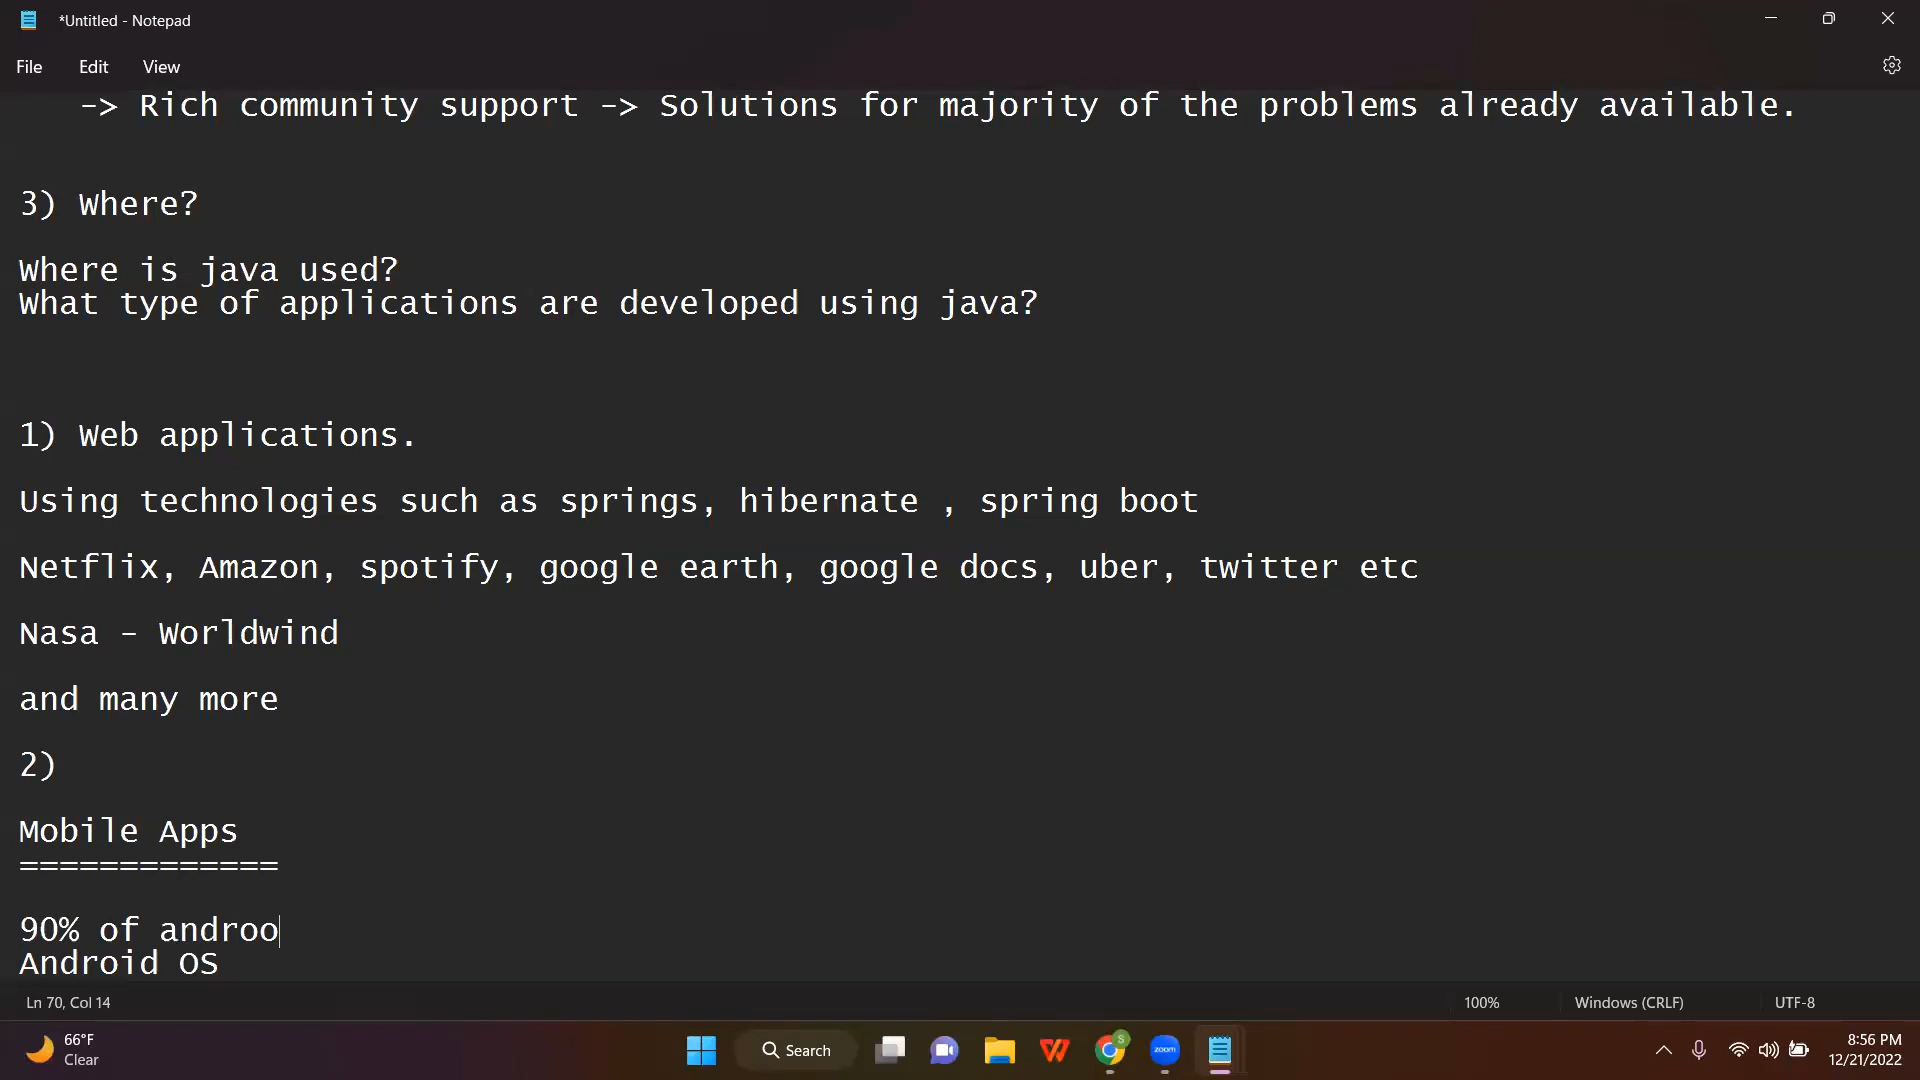 *Untitled - Notepad
File Edit View
-> Rich community support -> Solutions for majority of the problems already available.
3) Where?
Where is java used?
What type of applications are developed using java?
1) Web applications.
Using technologies such as springs, hibernate , spring boot
Netflix, Amazon, spotify, google earth, google docs, uber, twitter etc
Nasa - Worldwind
and many more
2)
Mobile Apps
=============
90% of androo
Android OS
Ln 70, Col 14 100% Windows (CRLF) UTF-8
66°F
Clear
Search
S
zoom
8:56 PM
12/21/2022